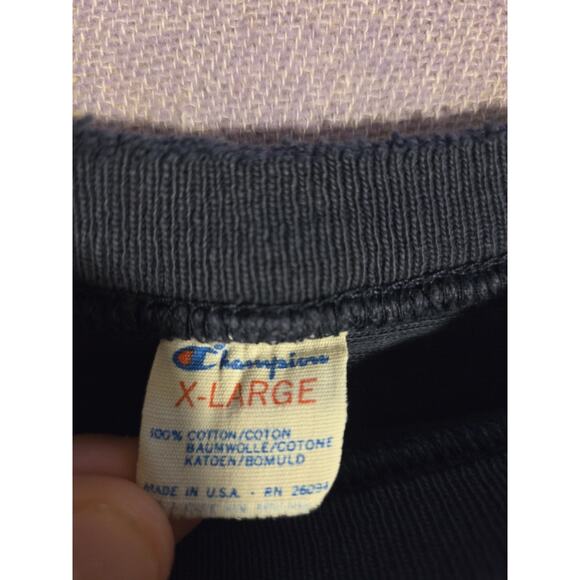 Champion
X-LARGE
100% COTTON/COTON
BAUMWOLLE/COTONE
KATOEN/BOMULD
MADE IN U.S.A. - RN 26094